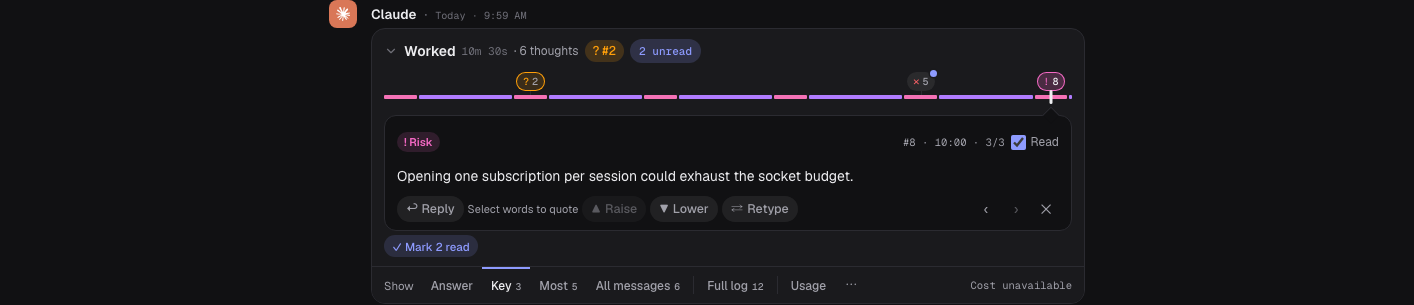 Claude · Today · 9:59 AM
Worked 10m 30s · 6 thoughts ? #2 2 unread
? 2 × 5 ! 8
! Risk #8 · 10:00 · 3/3 Read
Opening one subscription per session could exhaust the socket budget.
↩ Reply Select words to quote ▲ Raise ▼ Lower ⇄ Retype ‹ › ×
✓ Mark 2 read
Show Answer Key 3 Most 5 All messages 6 Full log 12 Usage ··· Cost unavailable